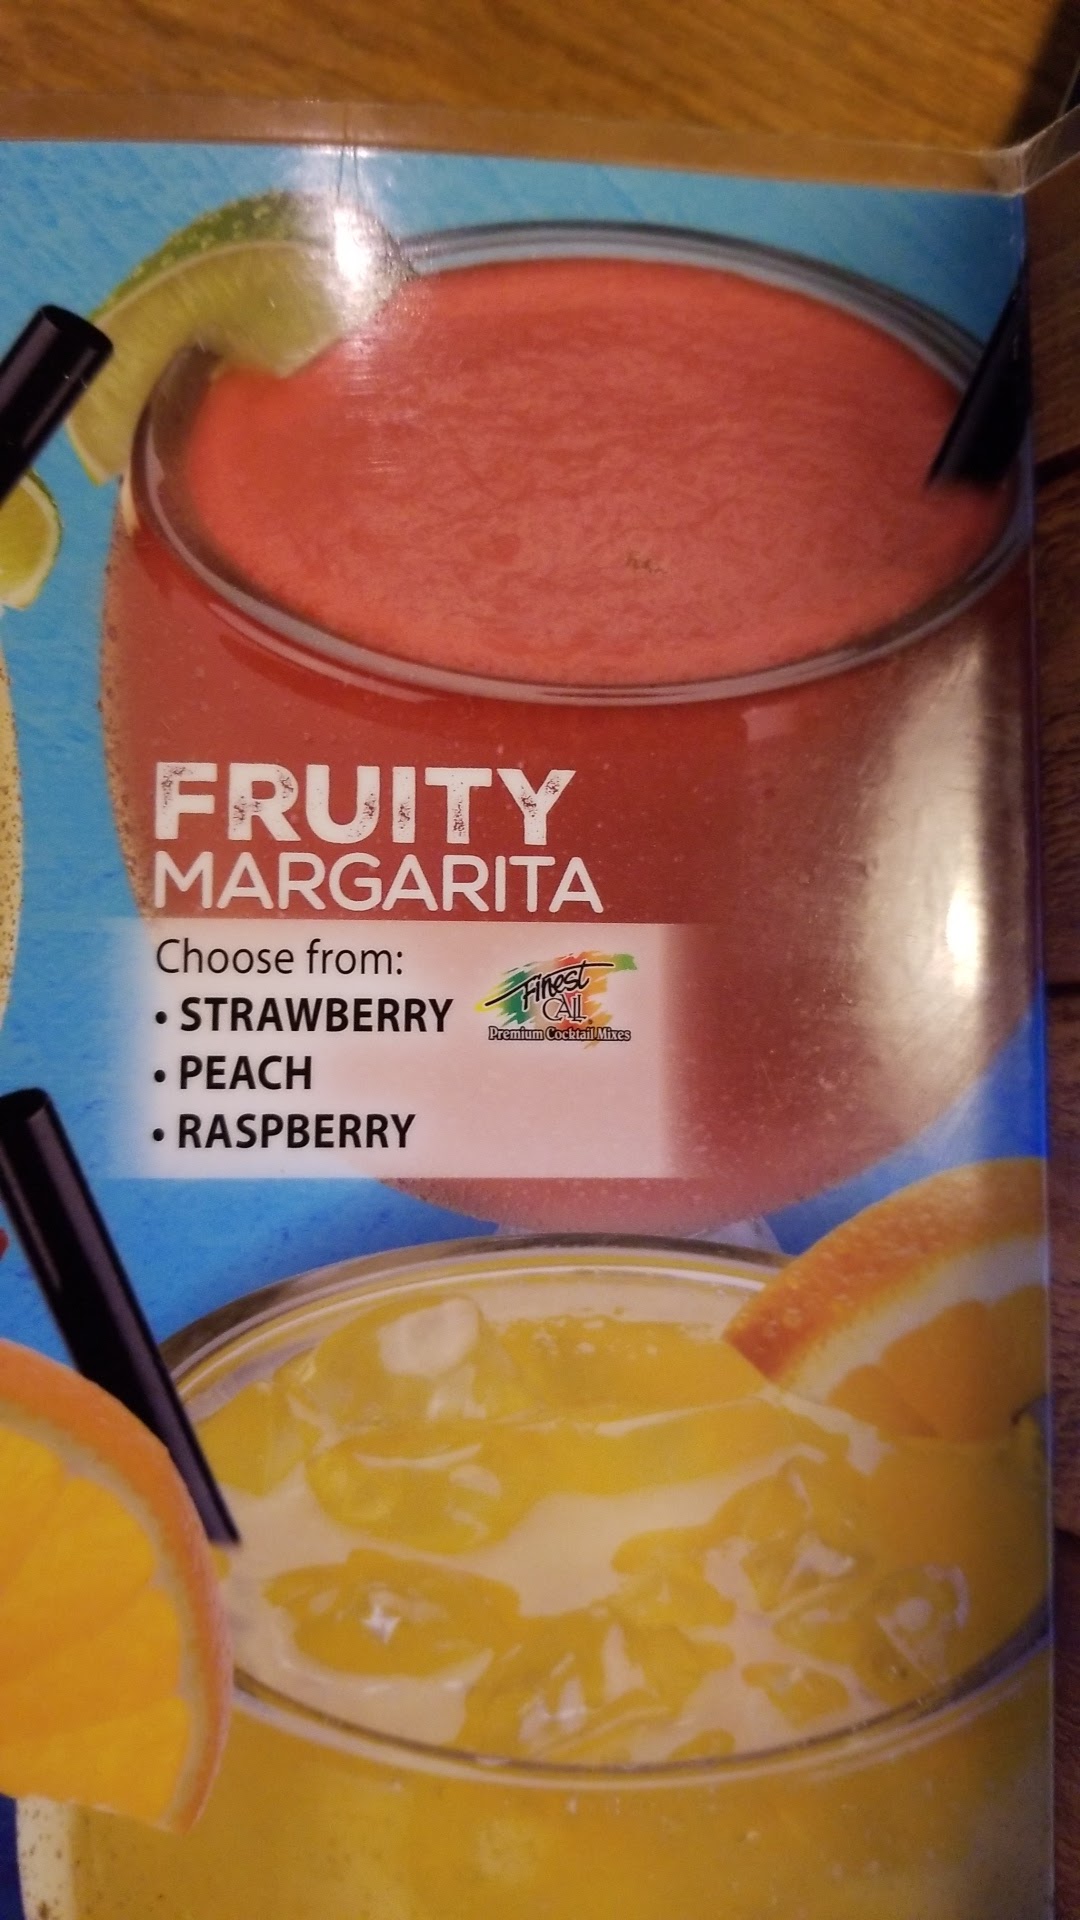 FRUITY
MARGARITA
Choose from:
• STRAWBERRY
• PEACH
• RASPBERRY
Finest
CALL®
Premium Cocktail Mixes